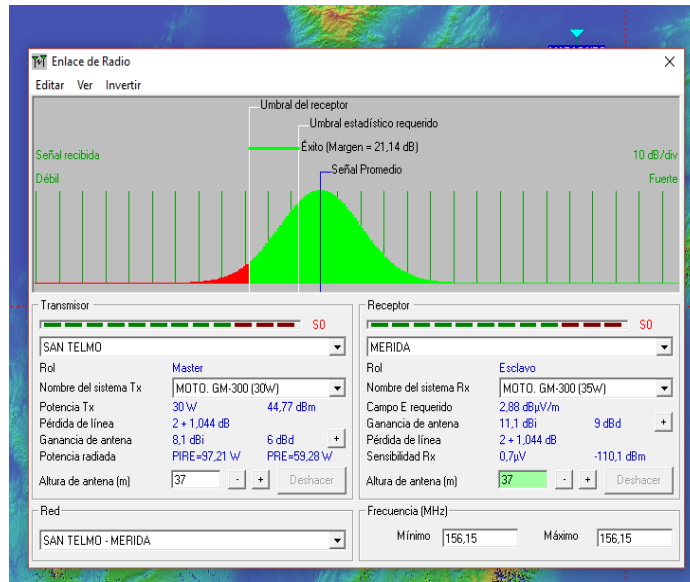 Enlace de Radio
Editar Ver Invertir
Umbral del receptor
Umbral estadístico requerido
Éxito (Margen = 21,14 dB)
Señal recibida 10 dB/div
Señal Promedio
Débil Fuerte
Transmisor
S0
SAN TELMO
Rol Master
Nombre del sistema Tx MOTO. GM-300 (30W)
Potencia Tx 30 W 44,77 dBm
Pérdida de línea 2 + 1,044 dB
Ganancia de antena 8,1 dBi 6 dBd +
Potencia radiada PIRE=97,21 W PRE=59,28 W
Altura de antena (m) 37 - + Deshacer
Receptor
S0
MERIDA
Rol Esclavo
Nombre del sistema Rx MOTO. GM-300 (35W)
Campo E requerido 2,88 dBµV/m
Ganancia de antena 11,1 dBi 9 dBd +
Pérdida de línea 2 + 1,044 dB
Sensibilidad Rx 0,7µV -110,1 dBm
Altura de antena (m) 37 - + Deshacer
Red
SAN TELMO - MERIDA
Frecuencia (MHz)
Mínimo 156,15 Máximo 156,15